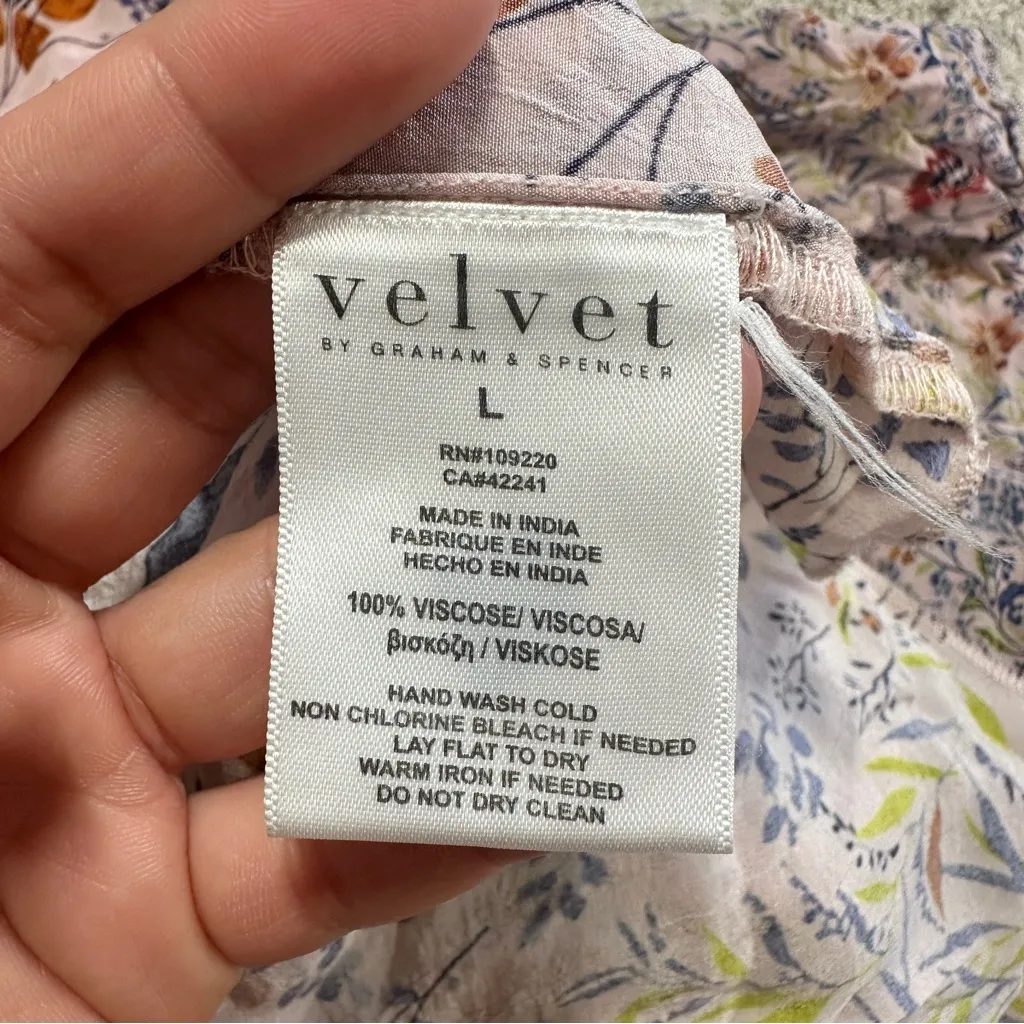 velvet
BY GRAHAM & SPENCER
L
RN#109220
CA#42241
MADE IN INDIA
FABRIQUE EN INDE
HECHO EN INDIA
100% VISCOSE/ VISCOSA/
βισκόζη / VISKOSE
HAND WASH COLD
NON CHLORINE BLEACH IF NEEDED
LAY FLAT TO DRY
WARM IRON IF NEEDED
DO NOT DRY CLEAN